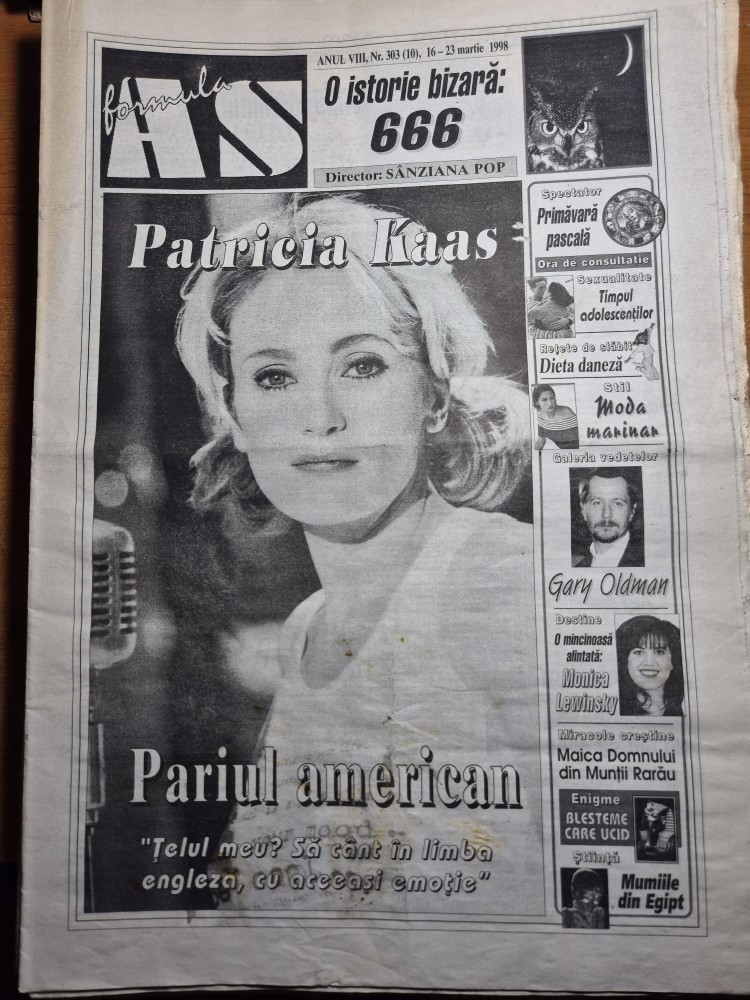 formula
AS
ANUL VIII, Nr. 303 (10), 16 – 23 martie 1998
O istorie bizară:
666
Director: SÂNZIANA POP
Patricia Kaas
Pariul american
"Țelul meu? Să cânt în limba
engleza, cu aceeași emoție"
Spectator
Primăvară
pascală
Ora de consultatie
Sexualitate
Timpul
adolescenților
Rețete de slăbit
Dieta daneză
Stil
Moda
marinar
Galeria vedetelor
Gary Oldman
Destine
O mincinoasă
alintată:
Monica
Lewinsky
Miracole creștine
Maica Domnului
din Munții Rarău
Enigme
BLESTEME
CARE UCID
Știință
Mumiile
din Egipt